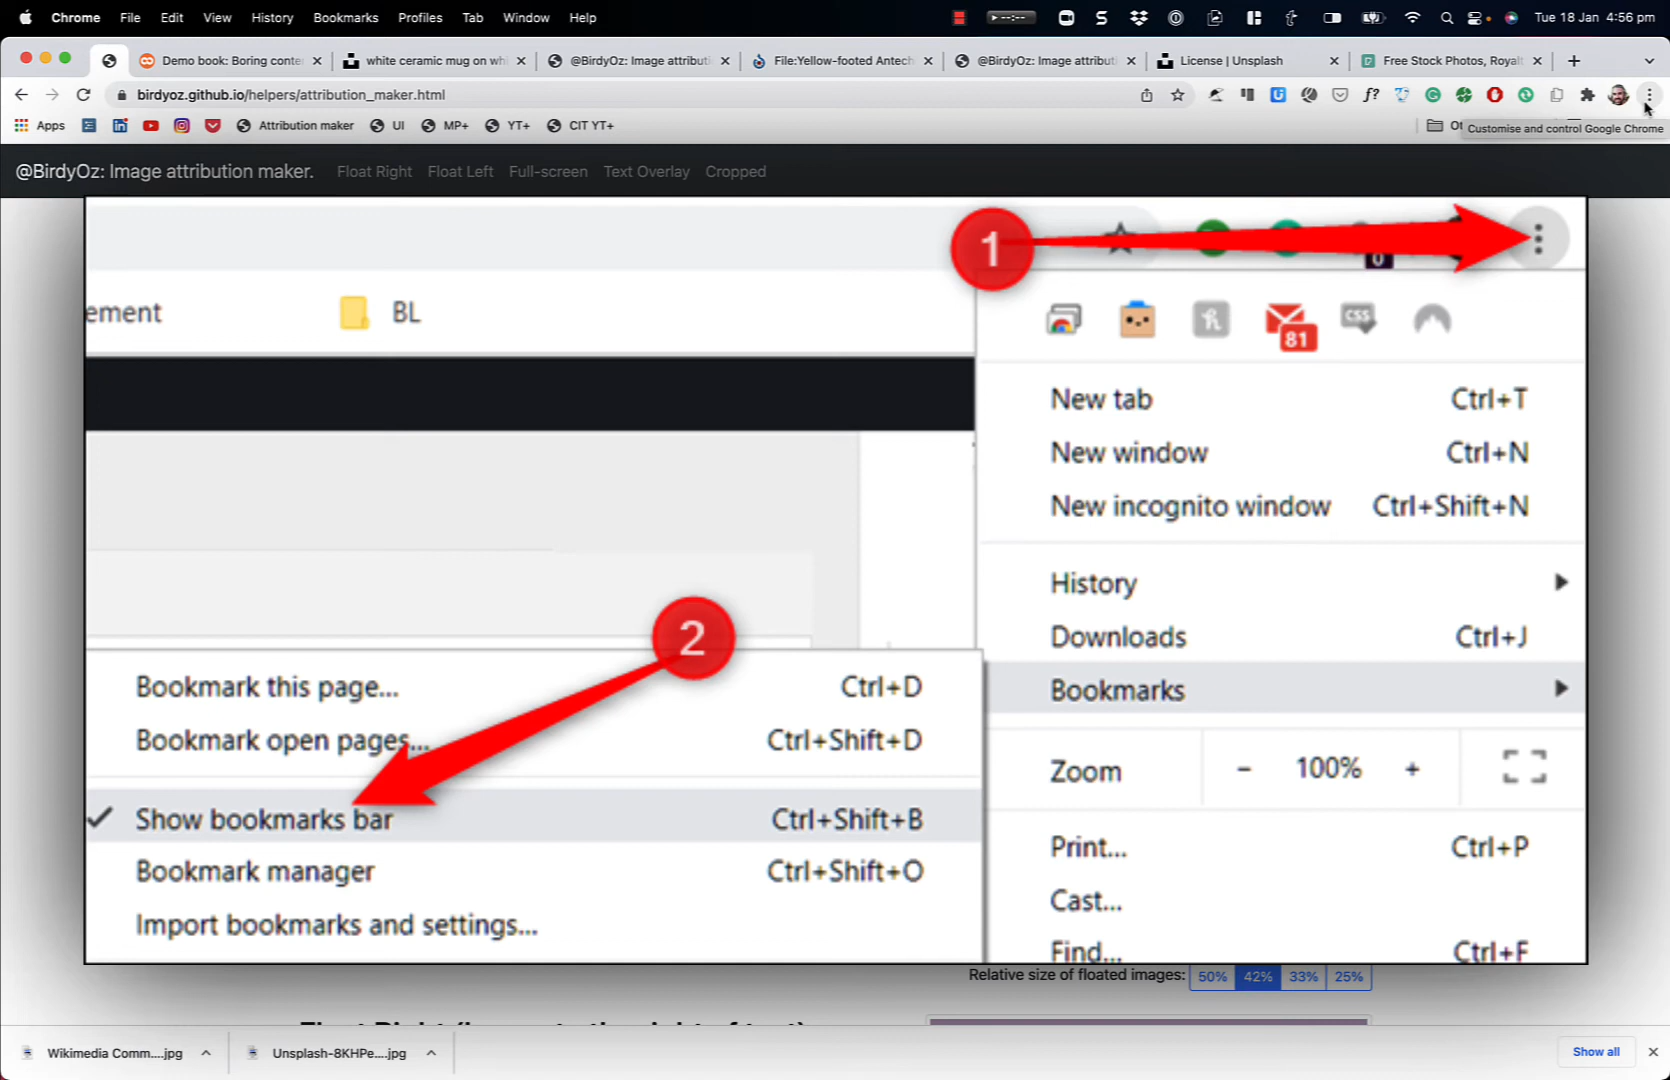 Chrome File Edit View History Bookmarks Profiles Tab Window Help Tue 18 Jan 4:56 pm
Demo book: Boring conte white ceramic mug on wh @BirdyOz: Image attributi File:Yellow-footed Antech @BirdyOz: Image attributi License | Unsplash Free Stock Photos, Royalt
birdyoz.github.io/helpers/attribution_maker.html
Apps Attribution maker UI MP+ YT+ CIT YT+
Customise and control Google Chrome
@BirdyOz: Image attribution maker. Float Right Float Left Full-screen Text Overlay Cropped
1
0
ement BL
81
CSS
New tab Ctrl+T
New window Ctrl+N
New incognito window Ctrl+Shift+N
History
Downloads Ctrl+J
2
Bookmarks
Bookmark this page... Ctrl+D
Bookmark open pages... Ctrl+Shift+D
Zoom - 100% +
Show bookmarks bar Ctrl+Shift+B
Print... Ctrl+P
Bookmark manager Ctrl+Shift+O
Cast...
Import bookmarks and settings...
Find... Ctrl+F
Relative size of floated images: 50% 42% 33% 25%
Wikimedia Comm....jpg Unsplash-8KHPe....jpg Show all